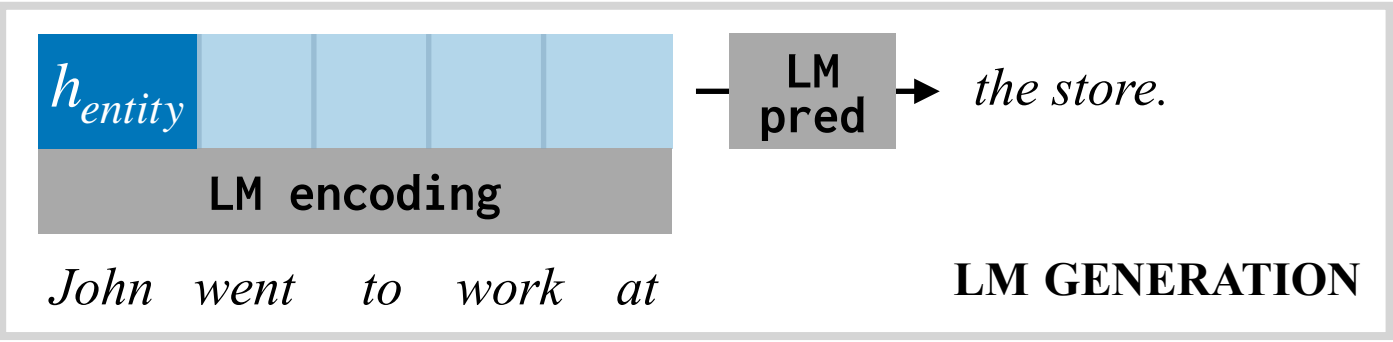 h_entity
LM pred
the store.
LM encoding
John went to work at
LM GENERATION